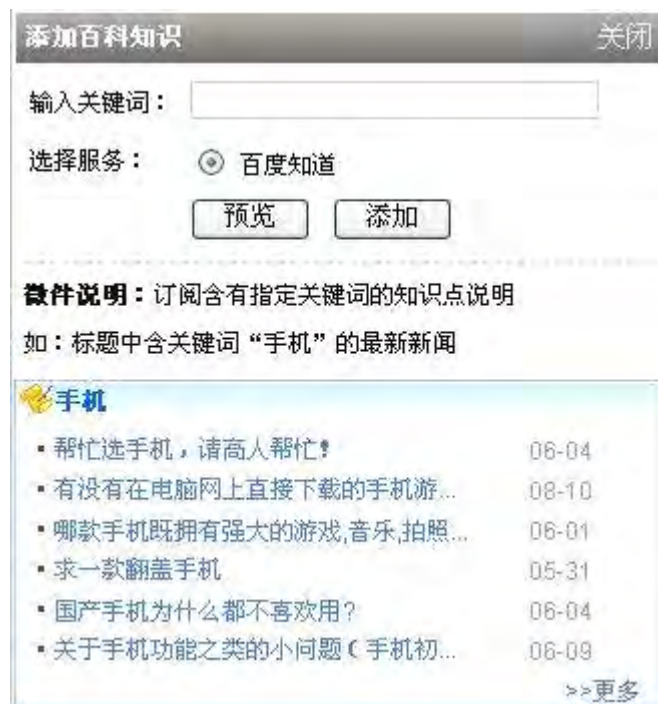 添加百科知识 关闭
输入关键词：
选择服务： 百度知道
预览 添加
微件说明：订阅含有指定关键词的知识点说明
如：标题中含关键词“手机”的最新新闻
手机
▪ 帮忙选手机，请高人帮忙! 06-04
▪ 有没有在电脑网上直接下载的手机游... 08-10
▪ 哪款手机既拥有强大的游戏,音乐,拍照... 06-01
▪ 求一款翻盖手机 05-31
▪ 国产手机为什么都不喜欢用? 06-04
▪ 关于手机功能之类的小问题(手机初... 06-09
>>更多